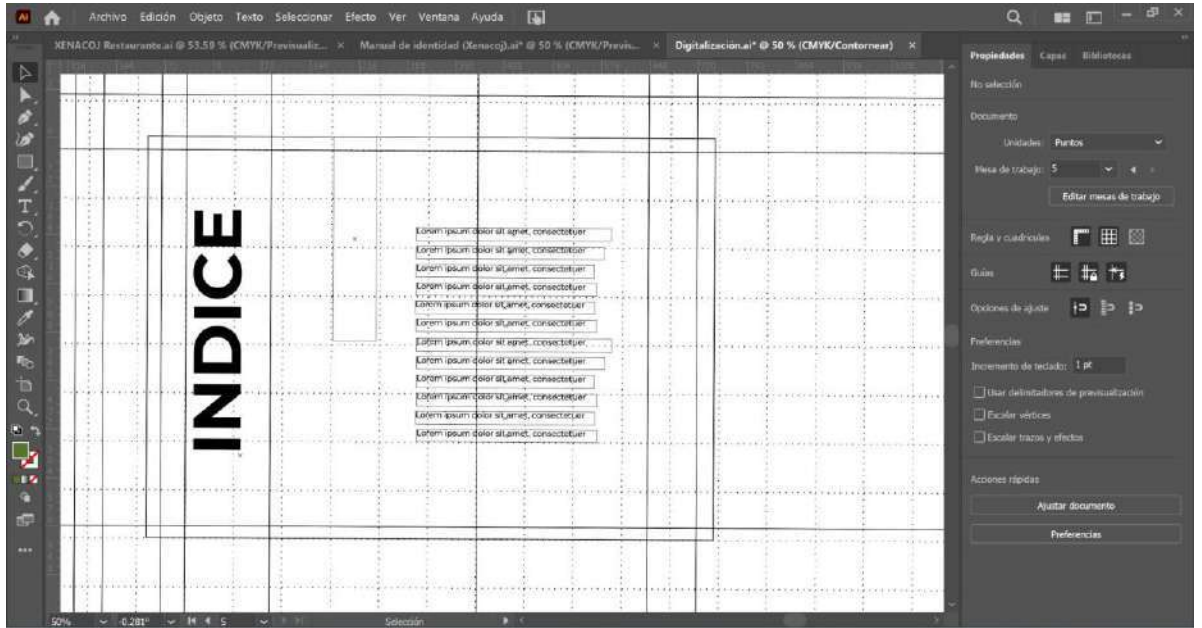 Ai Archivo Edición Objeto Texto Seleccionar Efecto Ver Ventana Ayuda
XENACOJ Restaurante.ai @ 53.59 % (CMYK/Previsualiz... ×
Manual de identidad (Xenacoj).ai* @ 50 % (CMYK/Previs... ×
Digitalización.ai* @ 50 % (CMYK/Contornear) ×
INDICE
Lorem ipsum dolor sit amet, consectetuer
Lorem ipsum dolor sit amet, consectetuer
Lorem ipsum dolor sit amet, consectetuer
Lorem ipsum dolor sit amet, consectetuer
Lorem ipsum dolor sit amet, consectetuer
Lorem ipsum dolor sit amet, consectetuer
Lorem ipsum dolor sit amet, consectetuer
Lorem ipsum dolor sit amet, consectetuer
Lorem ipsum dolor sit amet, consectetuer
Lorem ipsum dolor sit amet, consectetuer
Lorem ipsum dolor sit amet, consectetuer
Lorem ipsum dolor sit amet, consectetuer
Propiedades Capas Bibliotecas
No selección
Documento
Unidades: Puntos
Mesa de trabajo: 5
Editar mesas de trabajo
Regla y cuadrículas
Guías
Opciones de ajuste
Preferencias
Incremento de teclado: 1 pt
Usar delimitadores de previsualización
Escalar vértices
Escalar trazos y efectos
Acciones rápidas
Ajustar documento
Preferencias
50% -0.281° 5 Selección